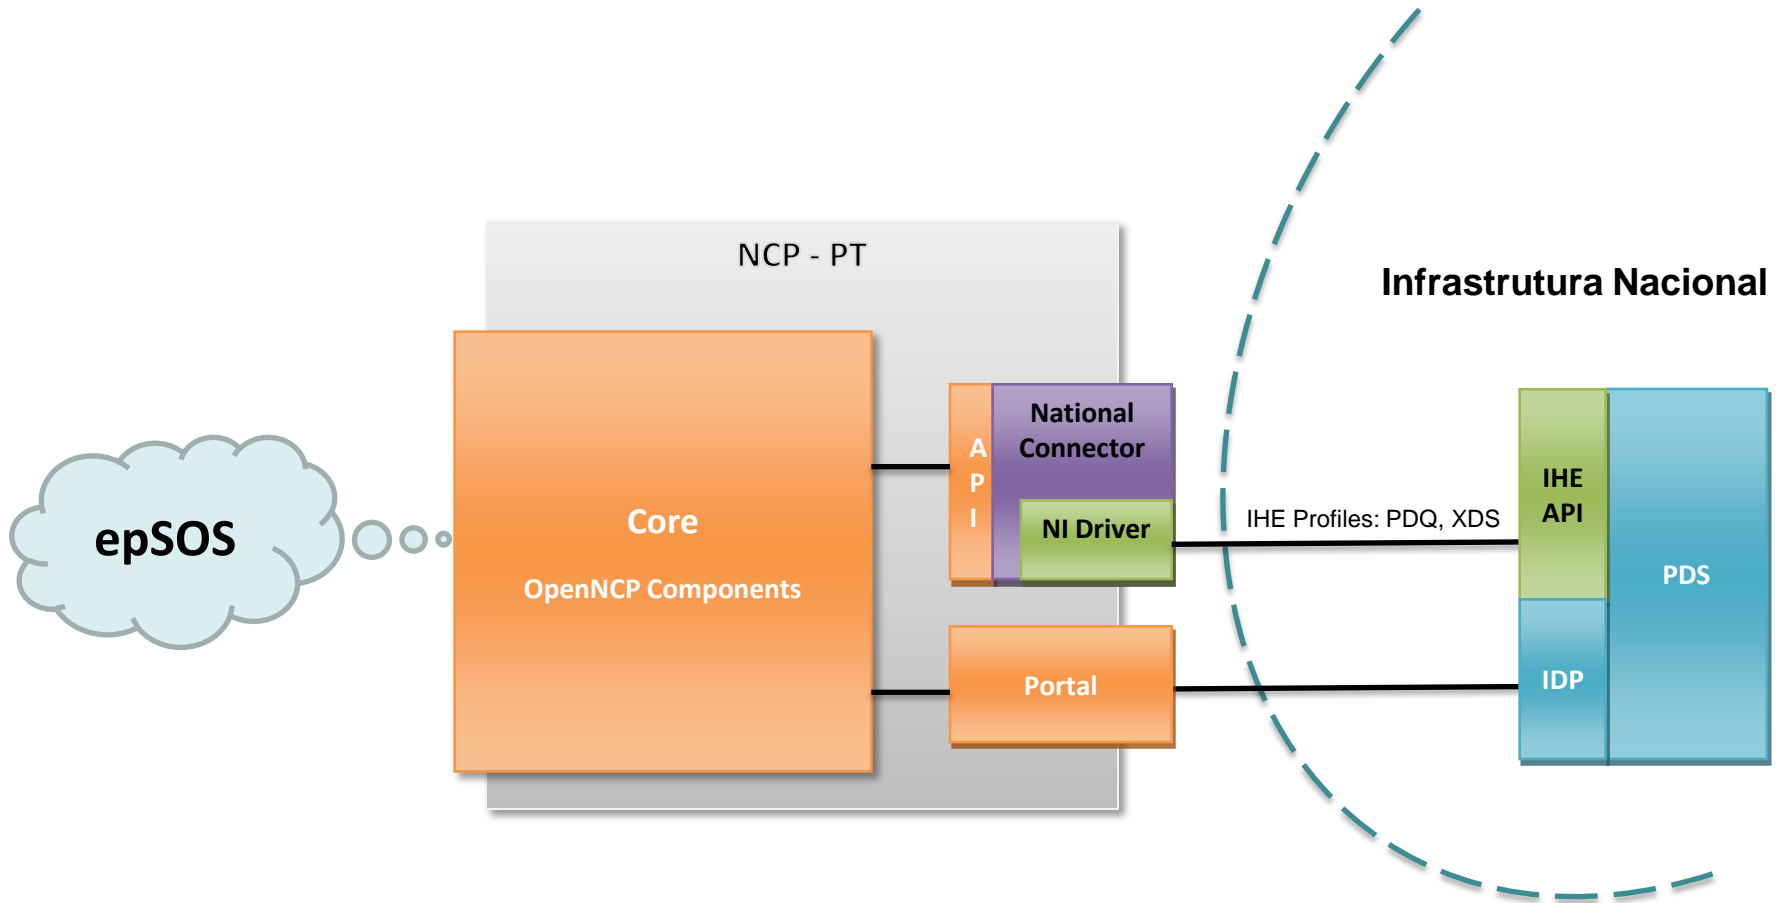 NCP - PT
Infrastrutura Nacional
epSOS
Core
OpenNCP Components
A
P
I
National
Connector
NI Driver
Portal
IHE Profiles: PDQ, XDS
IHE
API
IDP
PDS